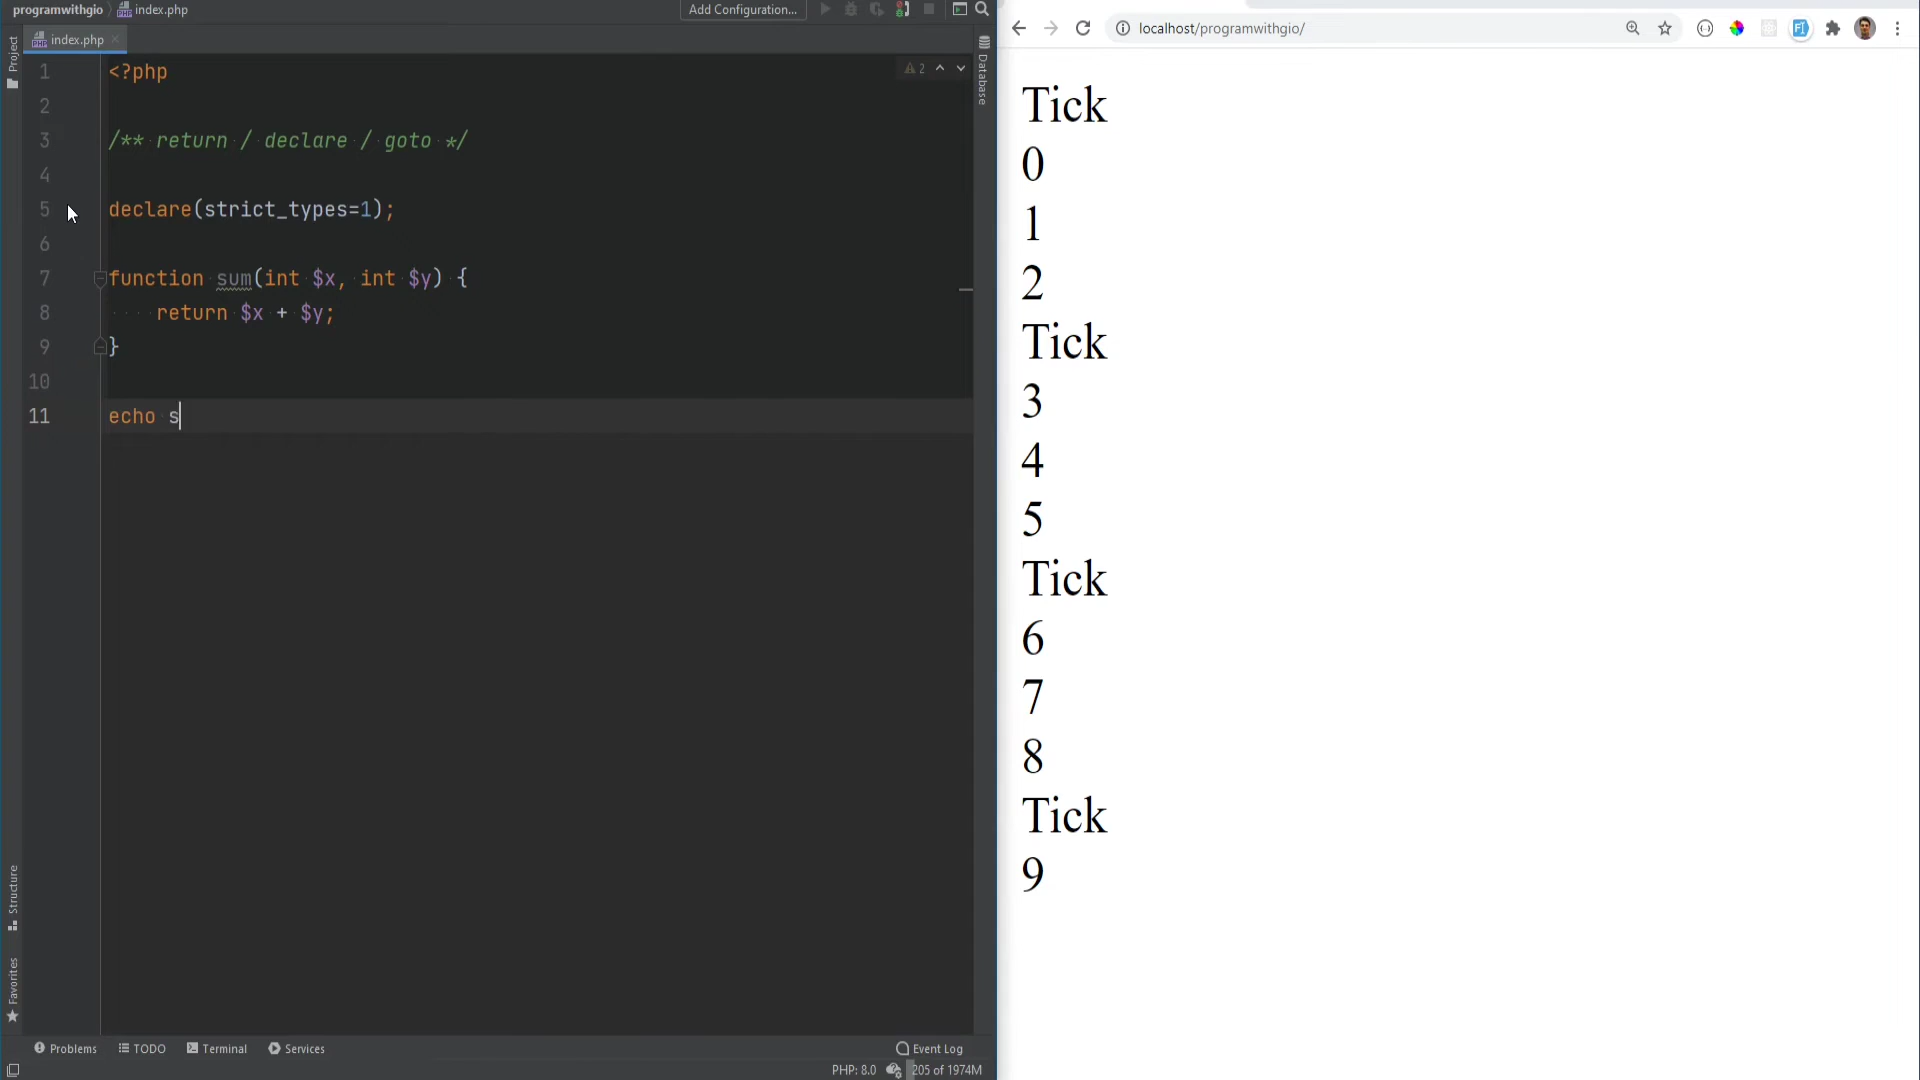 programwithgio
index.php
Add Configuration...
index.php
Project
Database
2
1 <?php
2
3 /** return / declare / goto */
4
5 declare(strict_types=1);
6
7 function sum(int $x, int $y) {
8 return $x + $y;
9 }
10
11 echo s
Structure
Favorites
Problems
TODO
Terminal
Services
Event Log
PHP: 8.0
205 of 1974M
localhost/programwithgio/
Tick
0
1
2
Tick
3
4
5
Tick
6
7
8
Tick
9